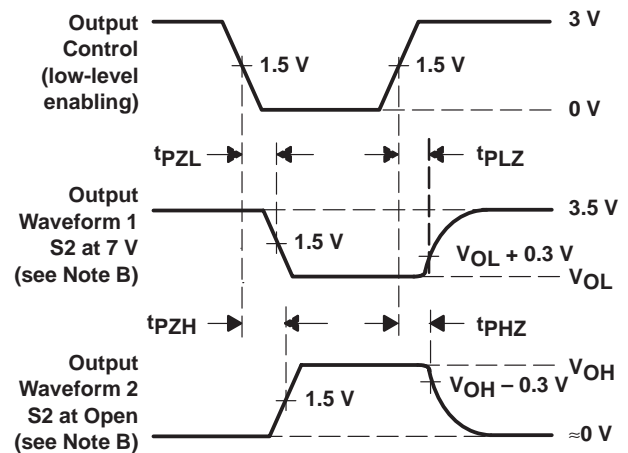 Output
Control
(low-level
enabling)
3 V
1.5 V
1.5 V
0 V
tPZL
tPLZ
Output
Waveform 1
S2 at 7 V
(see Note B)
3.5 V
1.5 V
VOL + 0.3 V
VOL
tPZH
tPHZ
Output
Waveform 2
S2 at Open
(see Note B)
VOH
VOH – 0.3 V
1.5 V
≈0 V